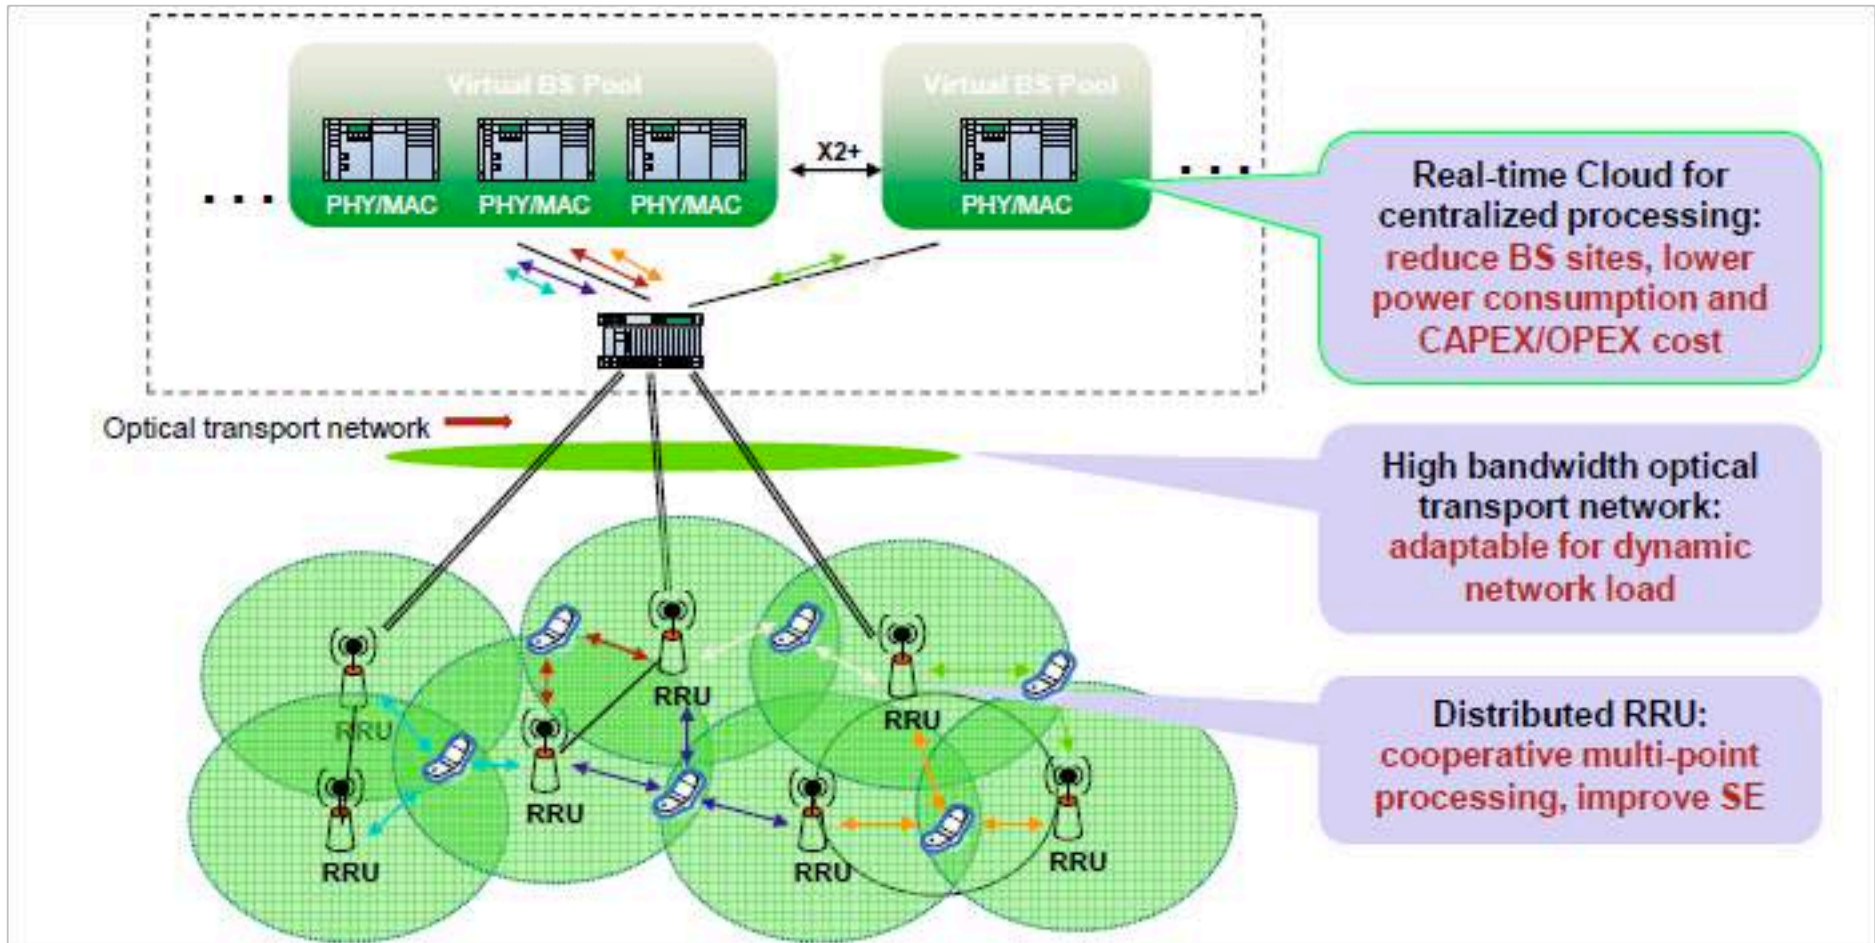 Virtual BS Pool
Virtual BS Pool
X2+
PHY/MAC
PHY/MAC
PHY/MAC
PHY/MAC
Real-time Cloud for
centralized processing:
reduce BS sites, lower
power consumption and
CAPEX/OPEX cost
Optical transport network
High bandwidth optical
transport network:
adaptable for dynamic
network load
RRU
RRU
RRU
RRU
RRU
RRU
RRU
Distributed RRU:
cooperative multi-point
processing, improve SE